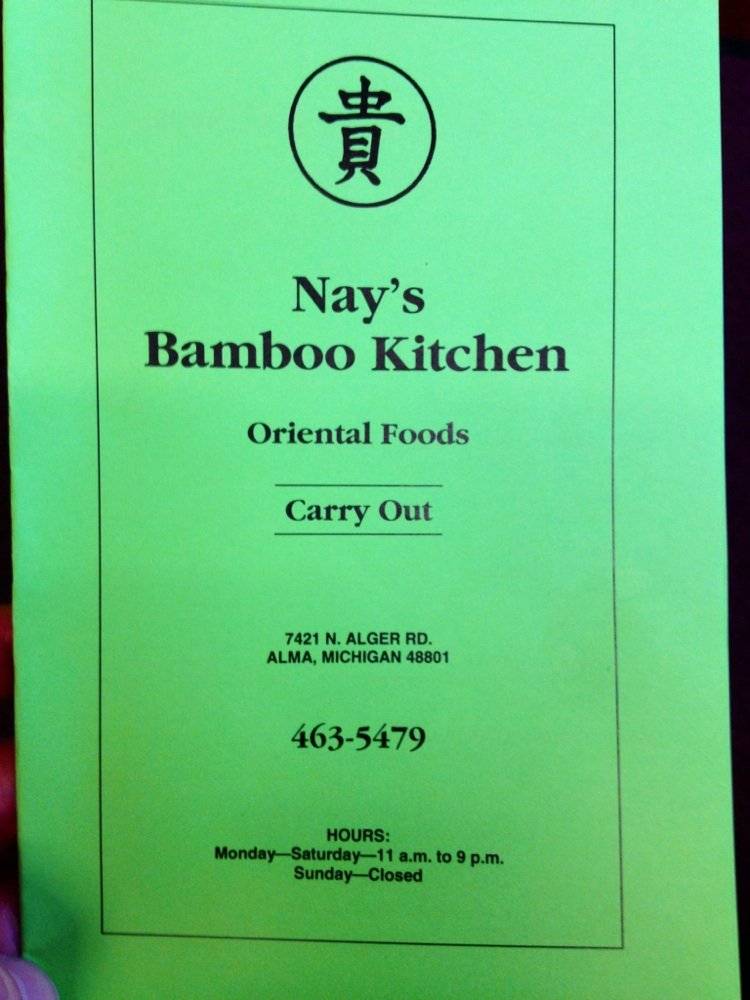 貴
Nay's
Bamboo Kitchen
Oriental Foods
Carry Out
7421 N. ALGER RD.
ALMA, MICHIGAN 48801
463-5479
HOURS:
Monday—Saturday—11 a.m. to 9 p.m.
Sunday—Closed